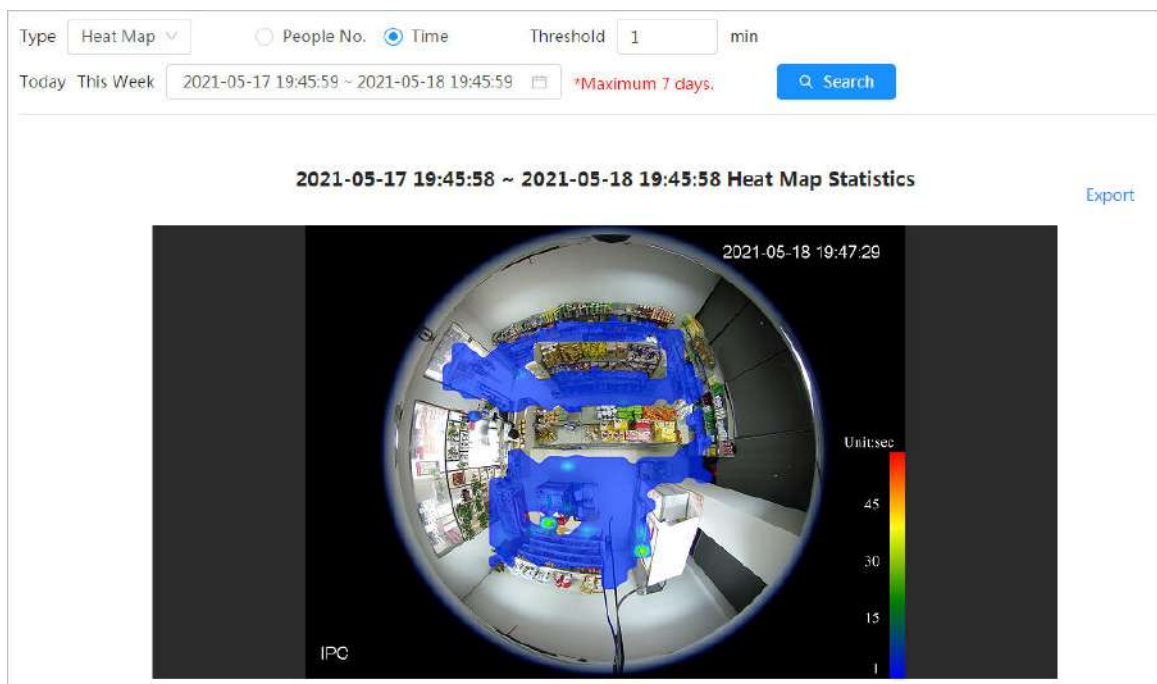 Type Heat Map People No. Time Threshold 1 min
Today This Week 2021-05-17 19:45:59 ~ 2021-05-18 19:45:59 *Maximum 7 days. Search
2021-05-17 19:45:58 ~ 2021-05-18 19:45:58 Heat Map Statistics
Export
2021-05-18 19:47:29
Unit:sec
45
30
15
1
IPC